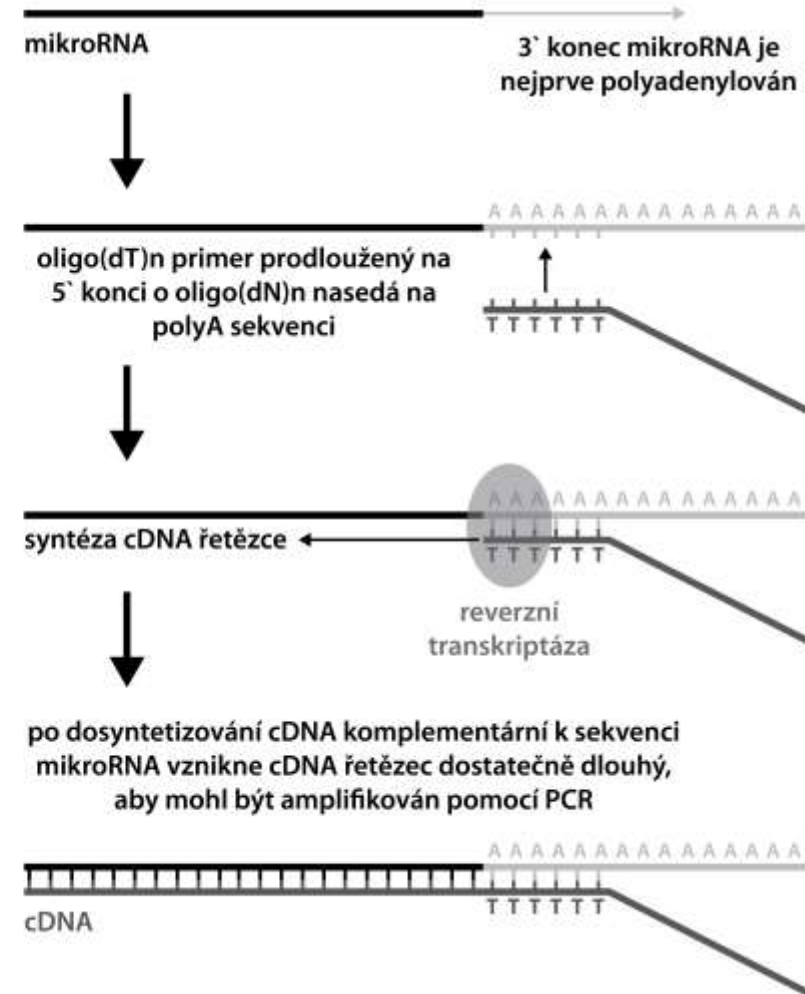 mikroRNA
3` konec mikroRNA je
nejprve polyadenylován
A A A A A A A A A A A A A A A
oligo(dT)n primer prodloužený na
5` konci o oligo(dN)n nasedá na
polyA sekvenci
T T T T T T
A A A A A A A A A A A A A A A
syntéza cDNA řetězce
T T T T T T
reverzní
transkriptáza
po dosyntetizování cDNA komplementární k sekvenci
mikroRNA vznikne cDNA řetězec dostatečně dlouhý,
aby mohl být amplifikován pomocí PCR
A A A A A A A A A A A A A A A
T T T T T T
cDNA